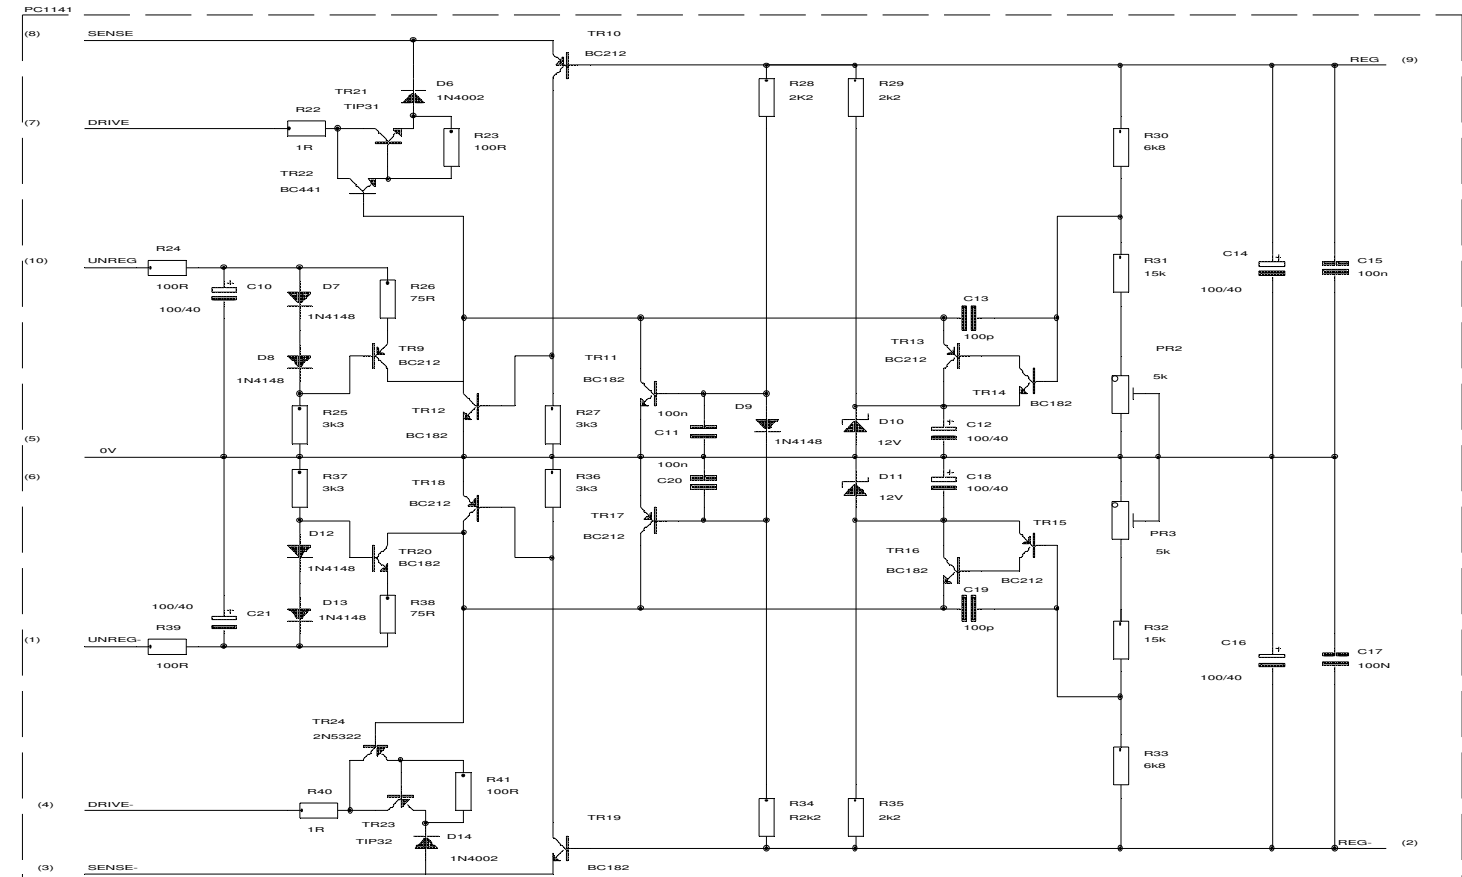 PC1141
(8) SENSE
TR10
BC212
REG (9)
D6
1N4002
TR21
TIP31
R28
2K2
R29
2k2
R22
1R
(7) DRIVE
R23
100R
R30
6k8
TR22
BC441
R24
100R
(10) UNREG
C10
100/40
D7
1N4148
R26
75R
R31
15k
C14
100/40
C15
100n
C13
100p
D8
1N4148
TR9
BC212
TR11
BC182
TR13
BC212
PR2
5k
R25
3k3
TR12
BC182
R27
3k3
100n
C11
D9
1N4148
D10
12V
C12
100/40
TR14
BC182
(5)
0V
(6)
R37
3k3
TR18
BC212
R36
3k3
100n
C20
D11
12V
C18
100/40
TR17
BC212
TR15
BC212
PR3
5k
D12
1N4148
TR20
BC182
TR16
BC182
C19
100p
100/40
C21
D13
1N4148
R38
75R
R39
100R
(1) UNREG-
R32
15k
C16
100/40
C17
100N
TR24
2N5322
R33
6k8
R41
100R
R40
1R
(4) DRIVE-
TR23
TIP32
D14
1N4002
R34
R2k2
R35
2k2
TR19
BC182
REG- (2)
(3) SENSE-